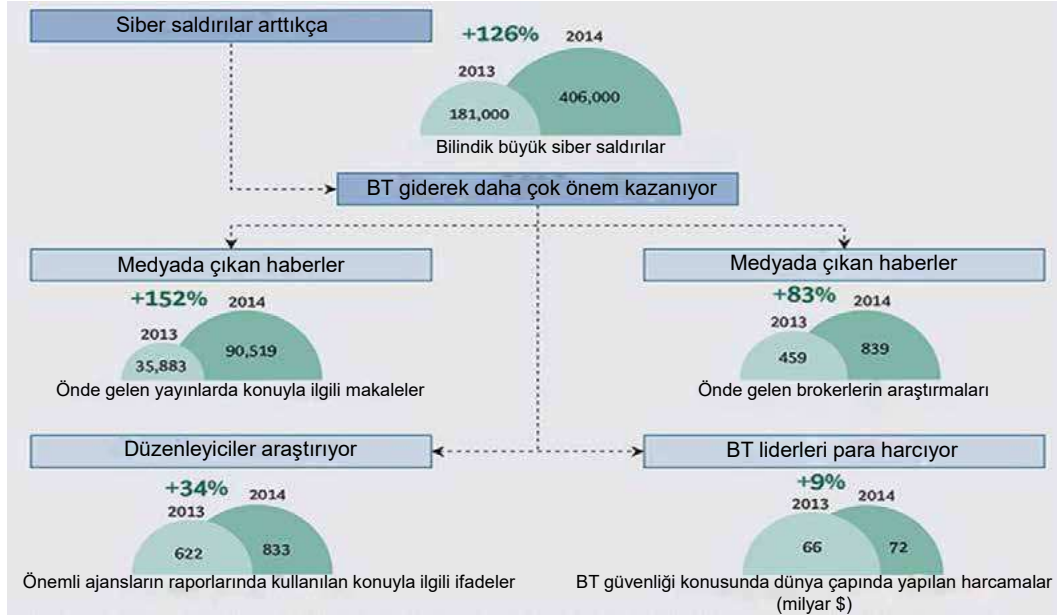 Siber saldırılar arttıkça
+126%
2014
2013
406,000
181,000
Bilindik büyük siber saldırılar
BT giderek daha çok önem kazanıyor
Medyada çıkan haberler
+152%
2014
2013
90,519
35,883
Önde gelen yayınlarda konuyla ilgili makaleler
Medyada çıkan haberler
+83%
2014
2013
839
459
Önde gelen brokerlerin araştırmaları
Düzenleyiciler araştırıyor
+34%
2014
2013
622
833
Önemli ajansların raporlarında kullanılan konuyla ilgili ifadeler
BT liderleri para harcıyor
+9%
2014
2013
66
72
BT güvenliği konusunda dünya çapında yapılan harcamalar
(milyar $)